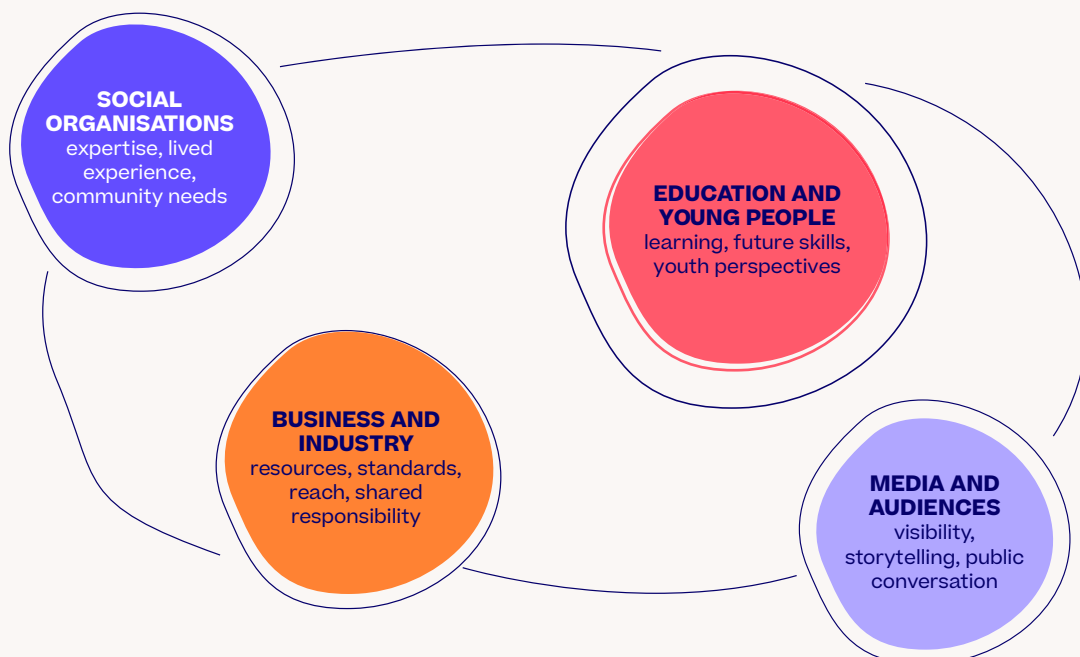 SOCIAL
ORGANISATIONS
expertise, lived
experience,
community needs
EDUCATION AND
YOUNG PEOPLE
learning, future skills,
youth perspectives
BUSINESS AND
INDUSTRY
resources, standards,
reach, shared
responsibility
MEDIA AND
AUDIENCES
visibility,
storytelling, public
conversation